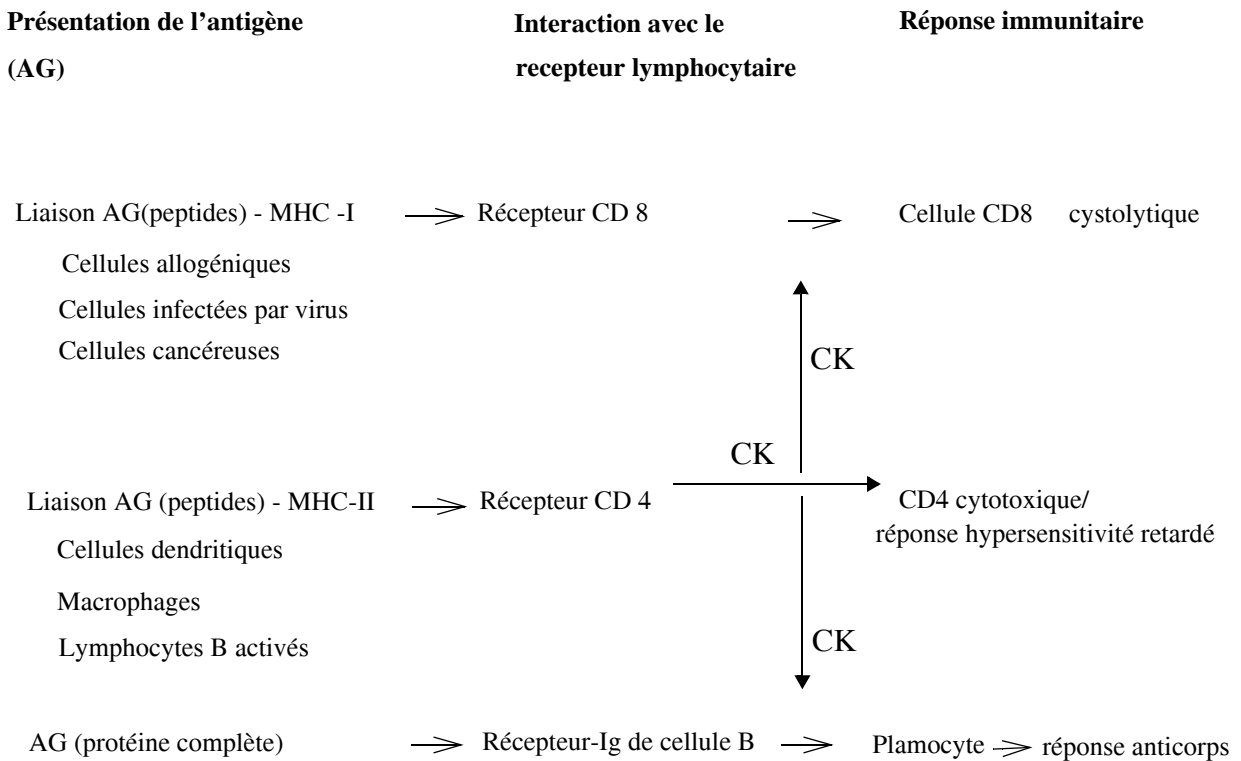 Présentation de l'antigène
(AG)
Interaction avec le
recepteur lymphocytaire
Réponse immunitaire
Liaison AG(peptides) - MHC -I
Récepteur CD 8
Cellule CD8 cystolytique
Cellules allogéniques
Cellules infectées par virus
Cellules cancéreuses
CK
CK
Liaison AG (peptides) - MHC-II
Récepteur CD 4
CD4 cytotoxique/
réponse hypersensitivité retardé
Cellules dendritiques
Macrophages
Lymphocytes B activés
CK
AG (protéine complète)
Récepteur-Ig de cellule B
Plamocyte
réponse anticorps